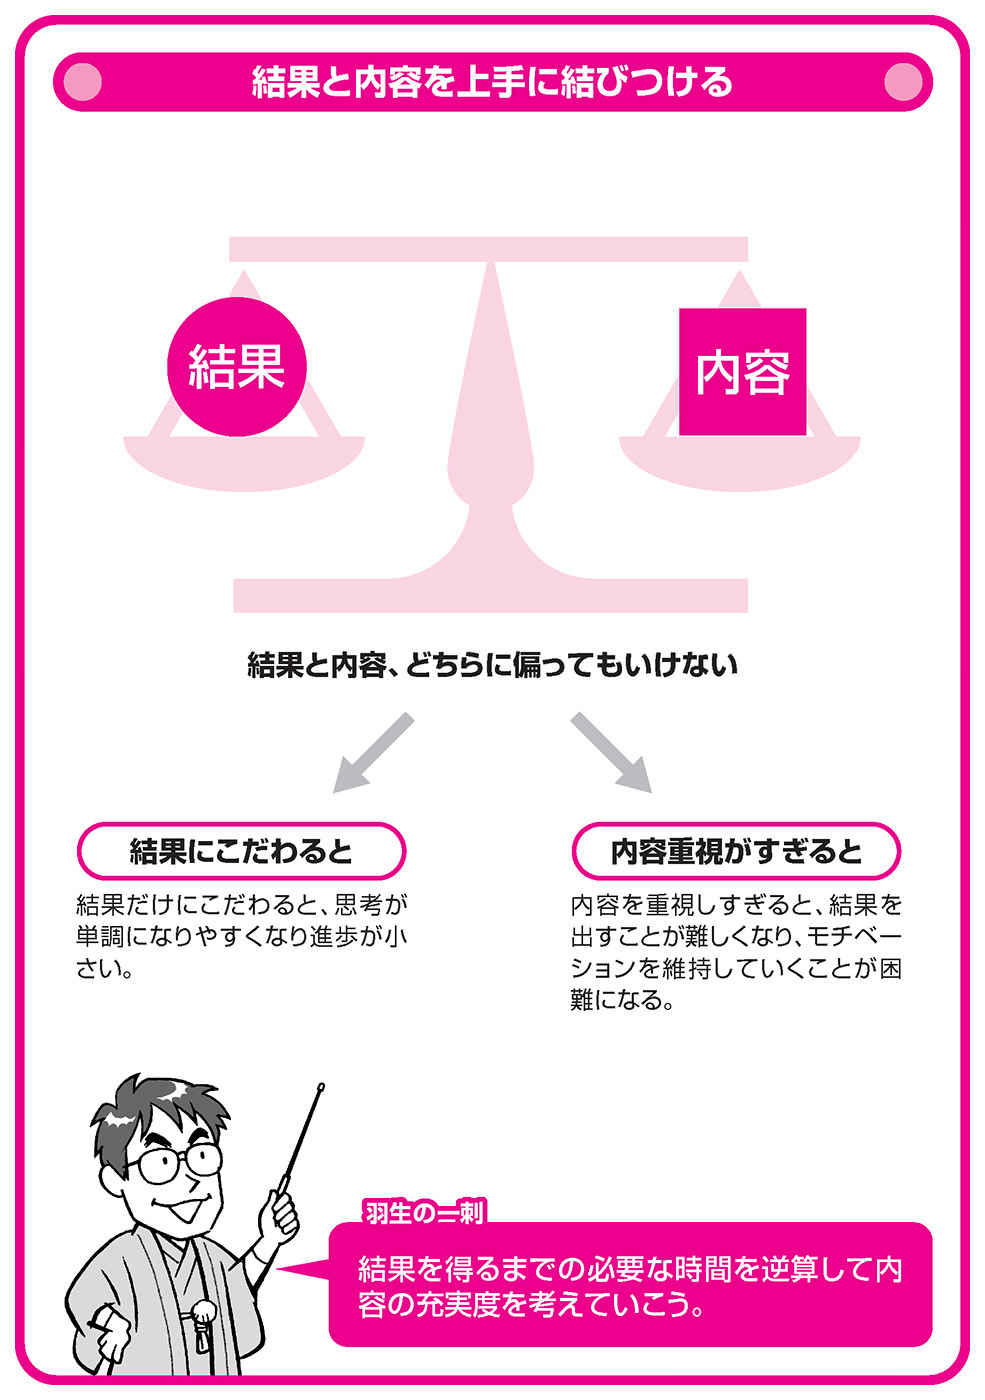 結果と内容を上手に結びつける
結果
内容
結果と内容、どちらに偏ってもいけない
結果にこだわると
結果だけにこだわると、思考が
単調になりやすくなり進歩が小
さい。
内容重視がすぎると
内容を重視しすぎると、結果を
出すことが難しくなり、モチベー
ションを維持していくことが困
難になる。
羽生の一刺
結果を得るまでの必要な時間を逆算して内
容の充実度を考えていこう。